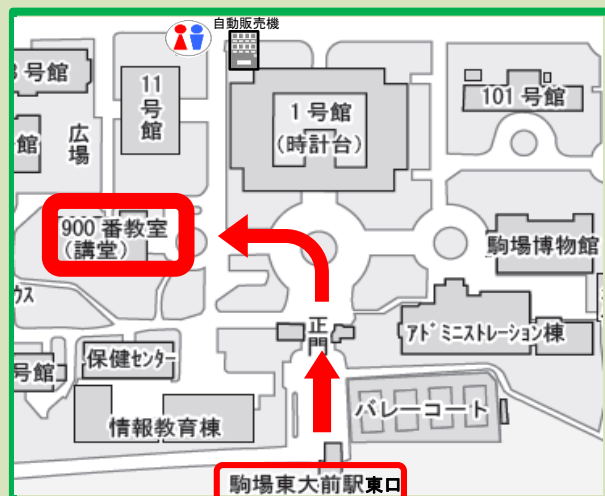 自動販売機
号館
11
号
館
1号館
(時計台)
101 号館
広
場
館
900 番教室
(講堂)
駒場博物館
ウス
正
門
アドミニストレーション棟
号館
保健センター
バレーコート
情報教育棟
駒場東大前駅東口